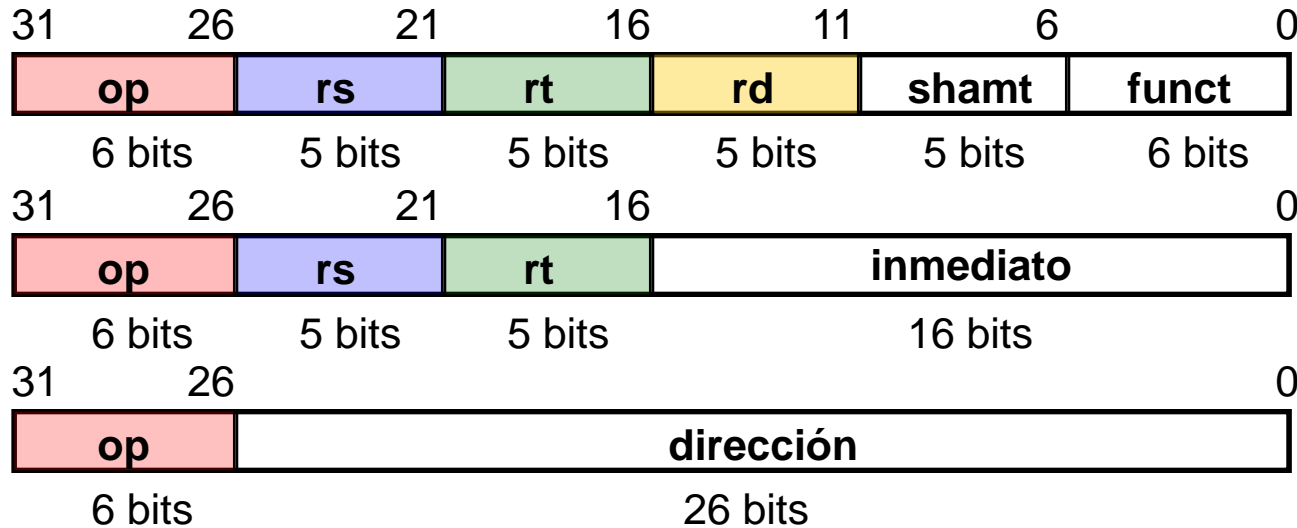 31 26 21 16 11 6 0
op rs rt rd shamt funct
6 bits 5 bits 5 bits 5 bits 5 bits 6 bits
31 26 21 16 0
op rs rt inmediato
6 bits 5 bits 5 bits 16 bits
31 26 0
op dirección
6 bits 26 bits